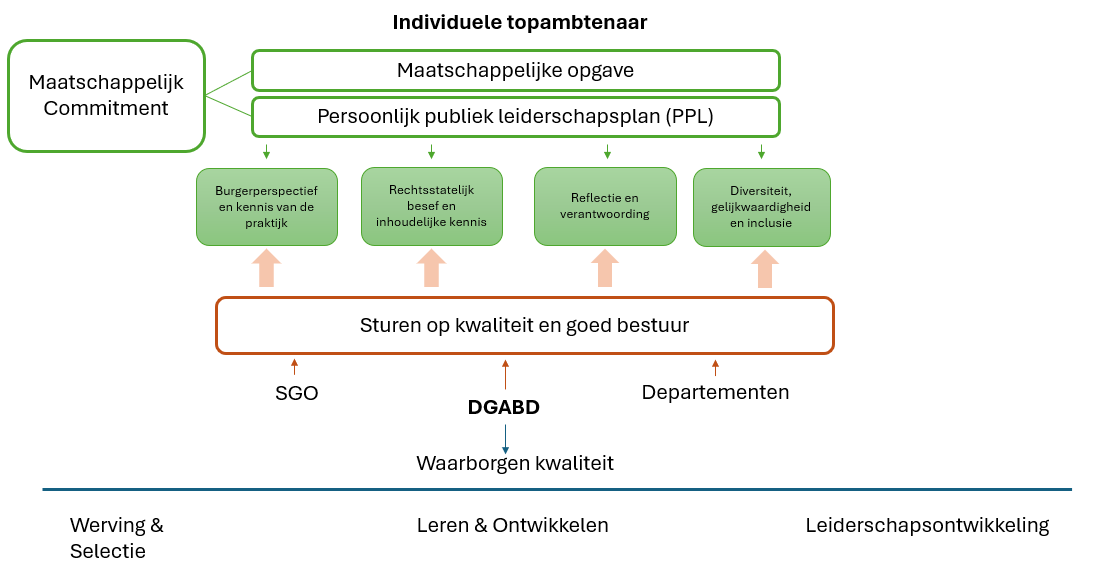 Individuele topambtenaar
Maatschappelijk
Commitment
Maatschappelijke opgave
Persoonlijk publiek leiderschapsplan (PPL)
Burgerperspectief
en kennis van de
praktijk
Rechtsstatelijk
besef en
inhoudelijke kennis
Reflectie en
verantwoording
Diversiteit,
gelijkwaardigheid
en inclusie
Sturen op kwaliteit en goed bestuur
SGO
DGABD
Departementen
Waarborgen kwaliteit
Werving &
Selectie
Leren & Ontwikkelen
Leiderschapsontwikkeling